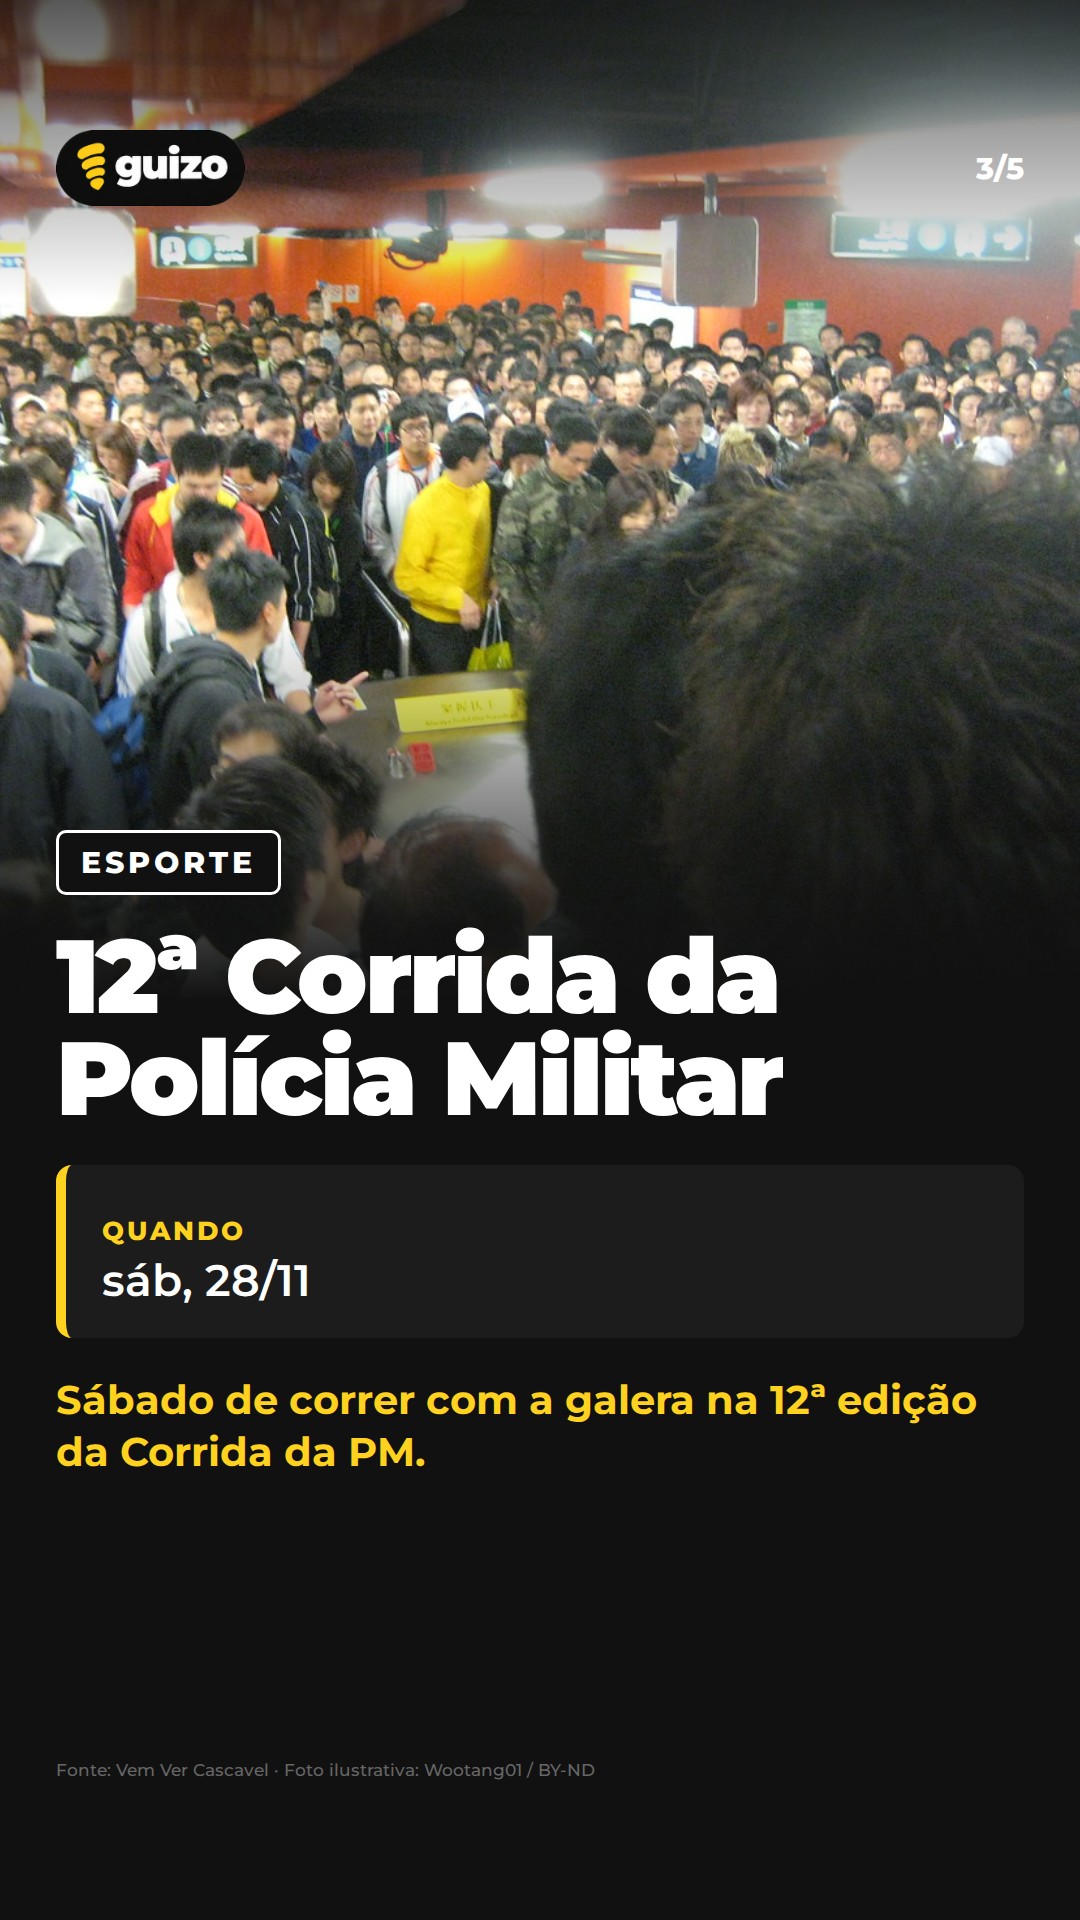 guizo
3/5
ESPORTE
12ª Corrida da
Polícia Militar
QUANDO
sáb, 28/11
Sábado de correr com a galera na 12ª edição
da Corrida da PM.
Fonte: Vem Ver Cascavel · Foto ilustrativa: Wootang01 / BY-ND